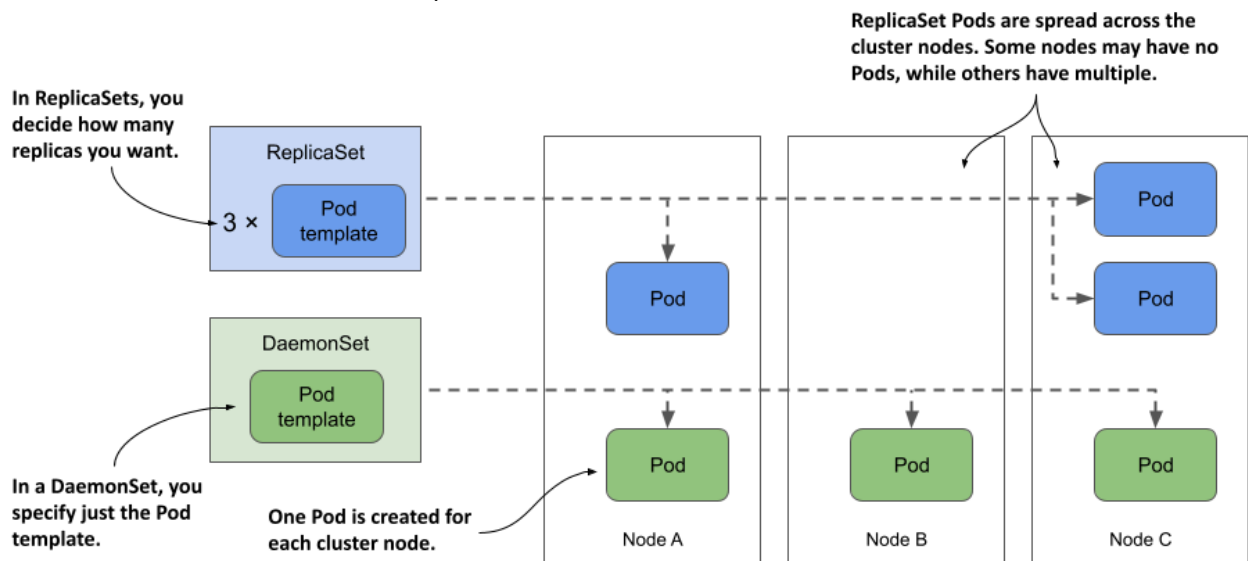 ReplicaSet Pods are spread across the
cluster nodes. Some nodes may have no
Pods, while others have multiple.
In ReplicaSets, you
decide how many
replicas you want.
ReplicaSet
3 ×
Pod
template
Pod
Pod
Pod
DaemonSet
Pod
template
Pod
Pod
Pod
In a DaemonSet, you
specify just the Pod
template.
One Pod is created for
each cluster node.
Node A
Node B
Node C